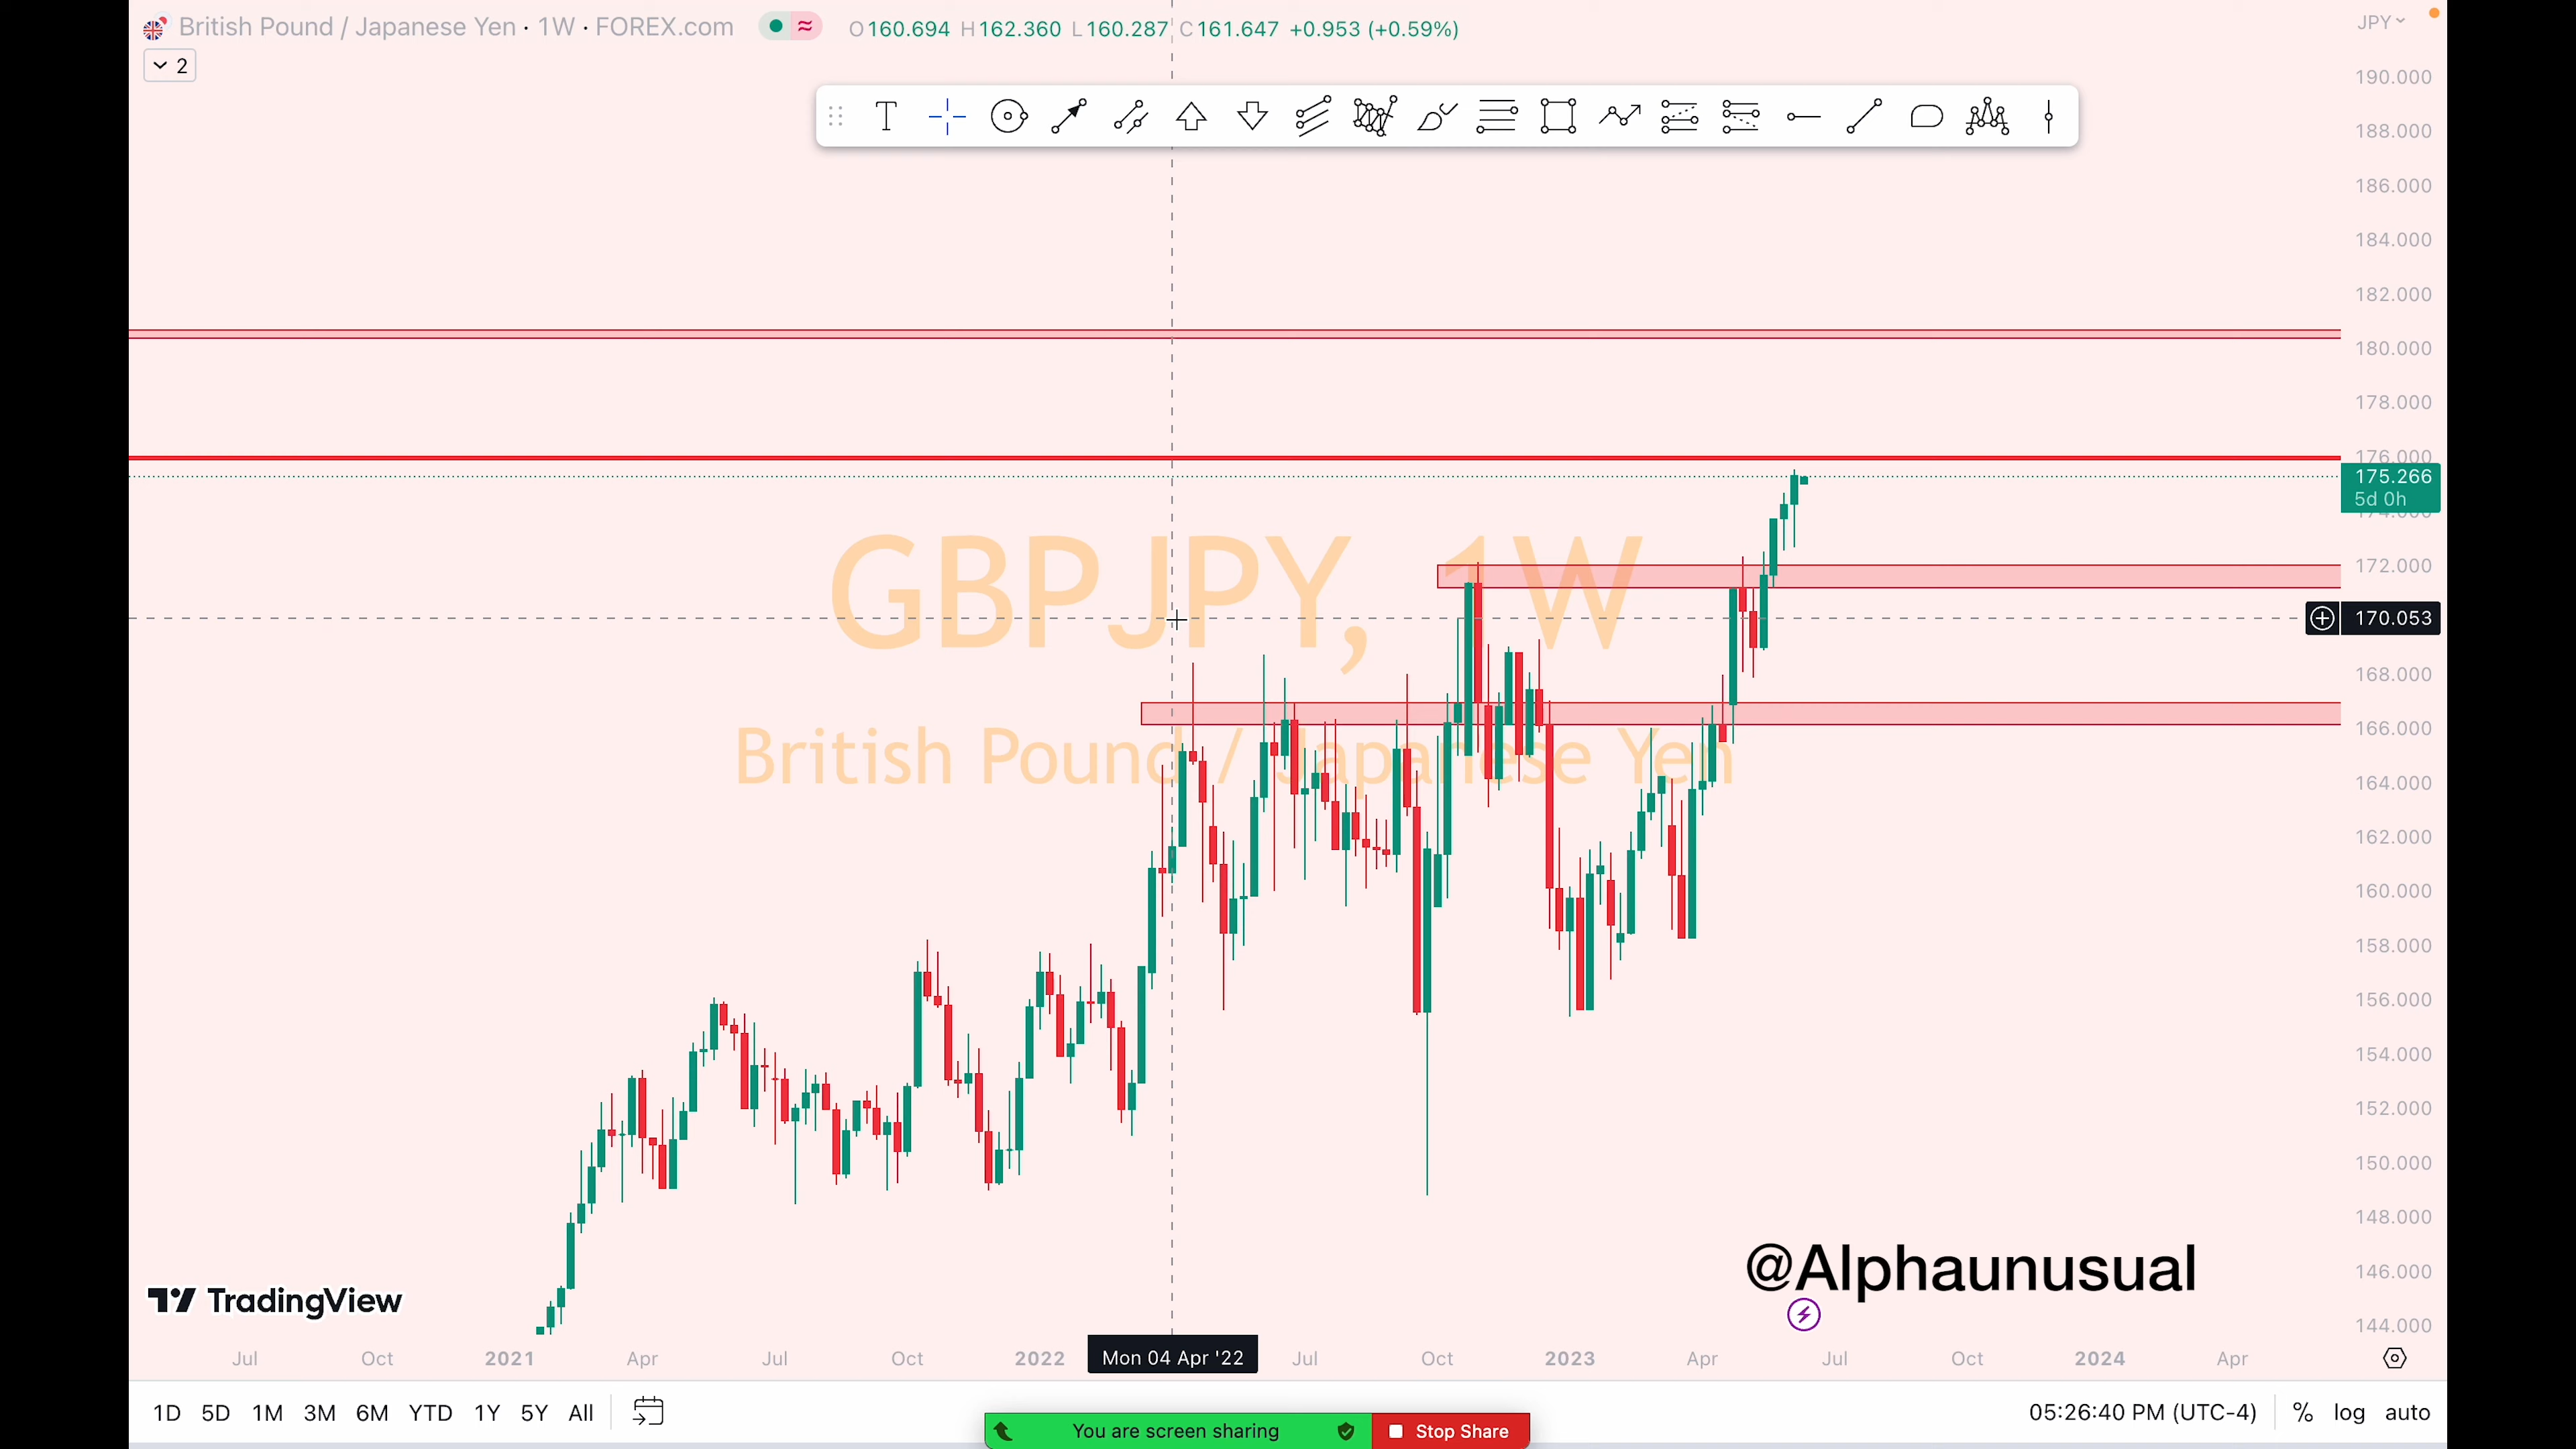 British Pound / Japanese Yen · 1W · FOREX.com O160.694 H162.360 L160.287 C161.647 +0.953 (+0.59%) JPY
2
190.000
188.000
186.000
184.000
182.000
180.000
178.000
176.000
175.266
5d 0h
174.000
172.000
170.053
168.000
166.000
164.000
162.000
160.000
158.000
156.000
154.000
152.000
150.000
148.000
146.000
144.000
GBPJPY, 1W
British Pound / Japanese Yen
@Alphaunusual
TradingView
Jul Oct 2021 Apr Jul Oct 2022 Mon 04 Apr '22 Jul Oct 2023 Apr Jul Oct 2024 Apr
1D 5D 1M 3M 6M YTD 1Y 5Y All 05:26:40 PM (UTC-4) % log auto
You are screen sharing Stop Share